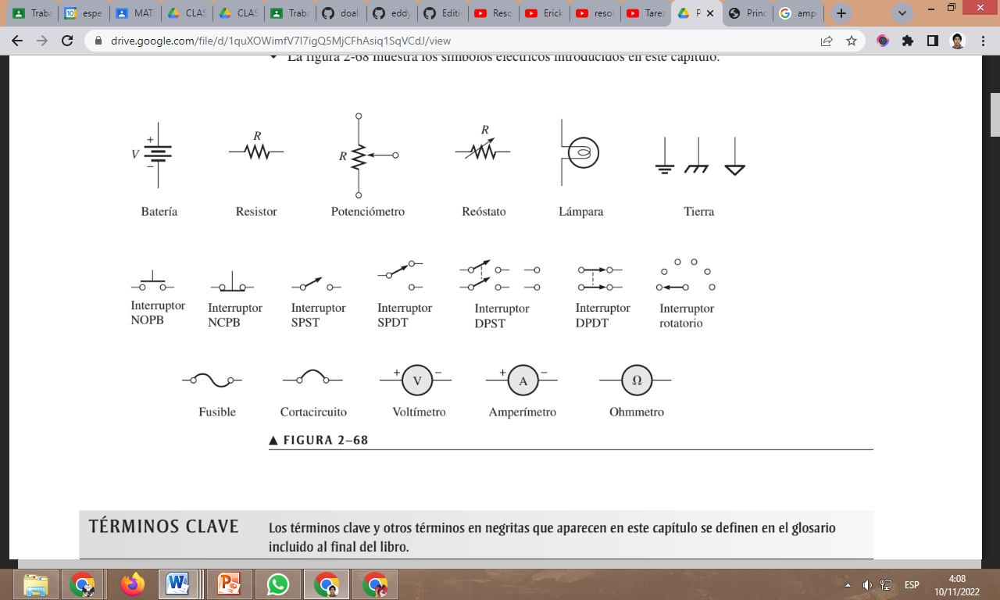 Traba
espe
MATI
CLAS
CLAS
Traba
doal
eddy
Editi
Reso
Erick
resol
Tarea
P
Princ
amp
drive.google.com/file/d/1quXOWimfV7I7igQ5MjCFhAsiq1SqVCdJ/view
La figura 2-68 muestra los símbolos eléctricos introducidos en este capítulo.
+ V −
R
R
R
Batería Resistor Potenciómetro Reóstato Lámpara Tierra
Interruptor NOPB
Interruptor NCPB
Interruptor SPST
Interruptor SPDT
Interruptor DPST
Interruptor DPDT
Interruptor rotatorio
+ V −
+ A −
Ω
Fusible Cortacircuito Voltímetro Amperímetro Ohmmetro
▲ FIGURA 2–68
TÉRMINOS CLAVE
Los términos clave y otros términos en negritas que aparecen en este capítulo se definen en el glosario
incluido al final del libro.
ESP
4:08
10/11/2022